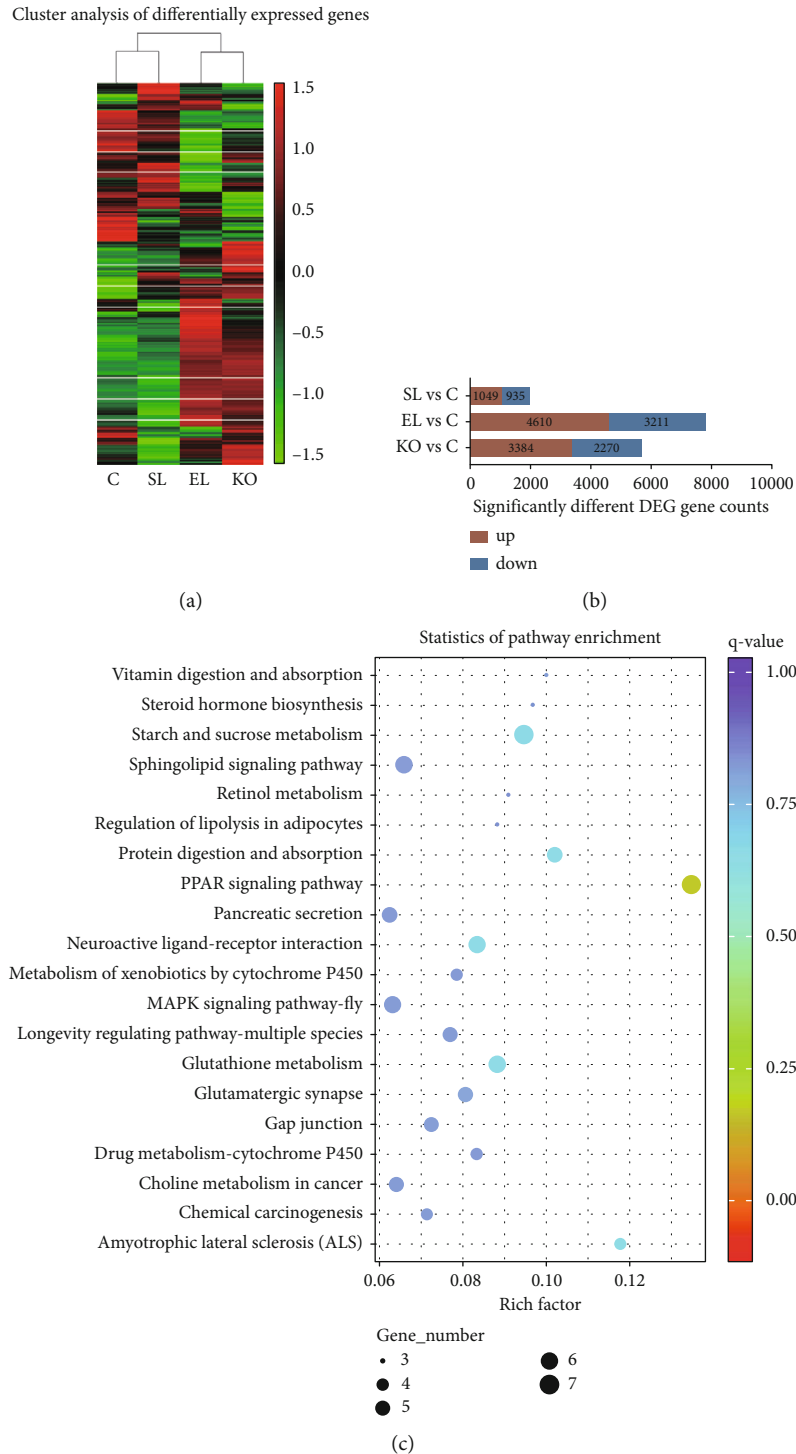 Cluster analysis of differentially expressed genes
1.5
1.0
0.5
0.0
–0.5
–1.0
–1.5
C SL EL KO
(a)
SL vs C 1049 935
EL vs C 4610 3211
KO vs C 3384 2270
0 2000 4000 6000 8000 10000
Significantly different DEG gene counts
up
down
(b)
Statistics of pathway enrichment
Vitamin digestion and absorption
Steroid hormone biosynthesis
Starch and sucrose metabolism
Sphingolipid signaling pathway
Retinol metabolism
Regulation of lipolysis in adipocytes
Protein digestion and absorption
PPAR signaling pathway
Pancreatic secretion
Neuroactive ligand-receptor interaction
Metabolism of xenobiotics by cytochrome P450
MAPK signaling pathway-fly
Longevity regulating pathway-multiple species
Glutathione metabolism
Glutamatergic synapse
Gap junction
Drug metabolism-cytochrome P450
Choline metabolism in cancer
Chemical carcinogenesis
Amyotrophic lateral sclerosis (ALS)
0.06 0.08 0.10 0.12
Rich factor
q-value
1.00
0.75
0.50
0.25
0.00
Gene_number
3
4
5
6
7
(c)